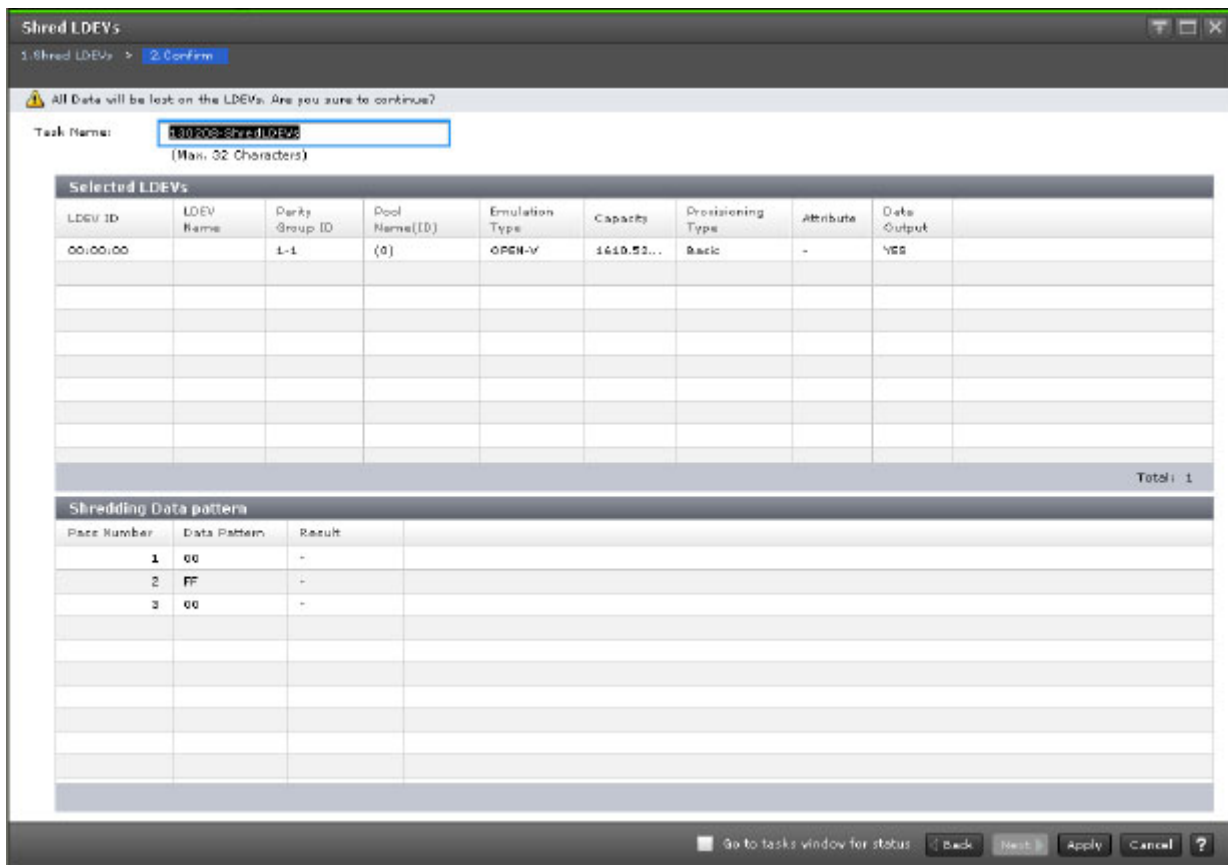 Shred LDEVs
1.Shred LDEVs > 2.Confirm
All Data will be lost on the LDEVs. Are you sure to continue?
Task Name: 130208-ShredLDEVs
(Max. 32 Characters)
Selected LDEVs
LDEV ID LDEV Name Parity Group ID Pool Name(ID) Emulation Type Capacity Provisioning Type Attribute Data Output
00:00:00 1-1 (0) OPEN-V 1610.52... Basic - YES
Total: 1
Shredding Data pattern
Pass Number Data Pattern Result
1 00 -
2 FF -
3 00 -
Go to tasks window for status Back Next Apply Cancel ?